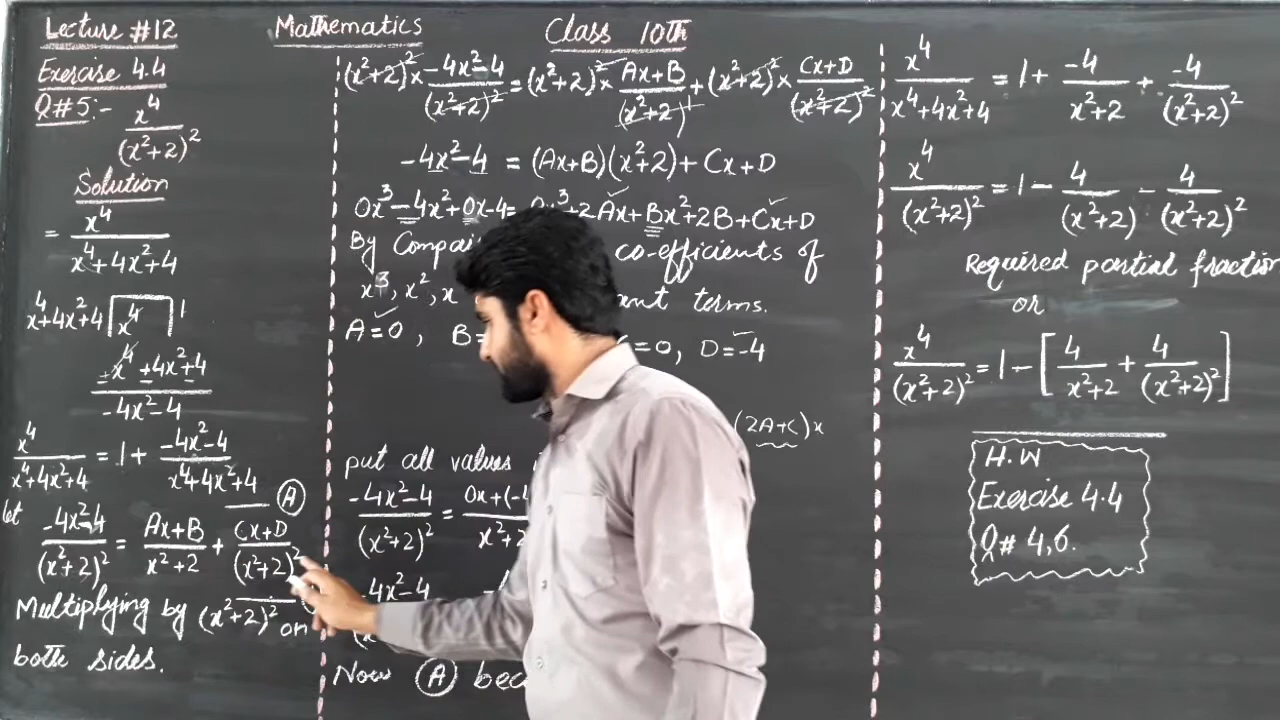 Lecture #12
Mathematics
Class 10th
Exercise 4.4
Q#5:- x⁴/(x²+2)²
Solution
= x⁴/(x⁴+4x²+4)
x⁴+4x²+4 | x⁴ | 1
±x⁴ ±4x² ±4
-4x²-4
x⁴/(x⁴+4x²+4) = 1 + (-4x²-4)/(x⁴+4x²+4) — Ⓐ
let (-4x²-4)/(x²+2)² = (Ax+B)/(x²+2) + (Cx+D)/(x²+2)²
Multiplying by (x²+2)² on
both sides.
(x²+2)² × (-4x²-4)/(x²+2)² = (x²+2)² × (Ax+B)/(x²+2) + (x²+2)² × (Cx+D)/(x²+2)²
-4x²-4 = (Ax+B)(x²+2) + Cx+D
0x³-4x²+0x-4= +2Ax+Bx²+2B+Cx+D
By co-efficients of
x³, x², x terms.
A=0, =0, D=-4
(2A+C)x
put all values
(-4x²-4)/(x²+2)² = 0x+(-4 / x²+2
-4x²-4
Now Ⓐ
x⁴/(x⁴+4x²+4) = 1 + -4/(x²+2) + -4/(x²+2)²
x⁴/(x²+2)² = 1 - 4/(x²+2) - 4/(x²+2)²
Required partial fraction
or
x⁴/(x²+2)² = 1 - [4/(x²+2) + 4/(x²+2)²]
H.W
Exercise 4.4
Q# 4,6.